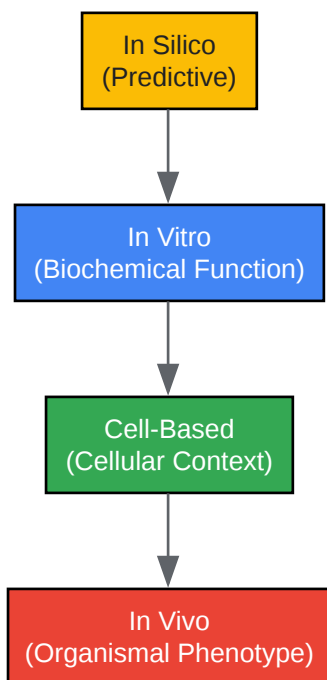 In Silico
(Predictive)
In Vitro
(Biochemical Function)
Cell-Based
(Cellular Context)
In Vivo
(Organismal Phenotype)